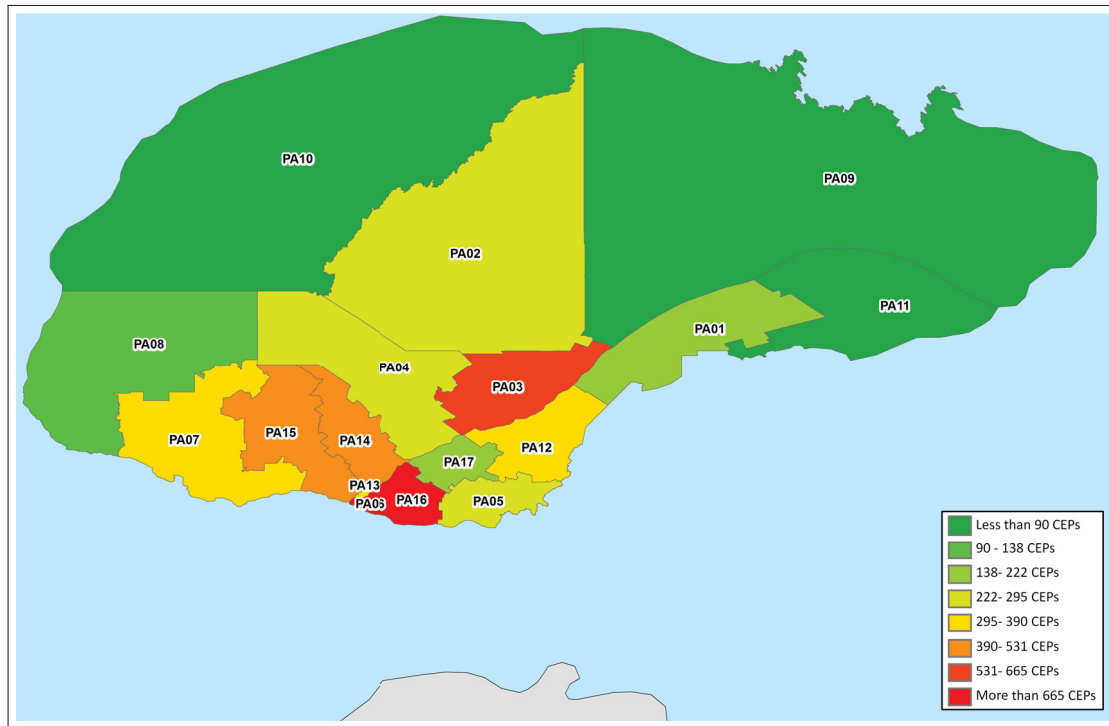 PA10
PA09
PA02
PA11
PA01
PA08
PA04
PA03
PA15
PA07
PA14
PA12
PA17
PA13
PA16
PA05
PA06
Less than 90 CEPs
90 - 138 CEPs
138- 222 CEPs
222- 295 CEPs
295- 390 CEPs
390- 531 CEPs
531- 665 CEPs
More than 665 CEPs